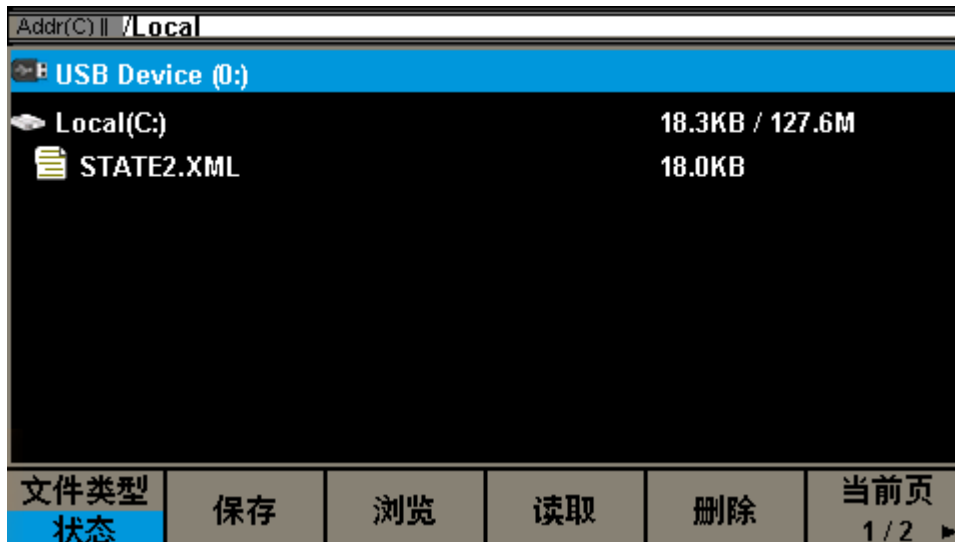 Addr(C) || /Local
USB Device (0:)
Local(C:) 18.3KB / 127.6M
STATE2.XML 18.0KB
文件类型 保存 浏览 读取 删除 当前页
状态 1 / 2